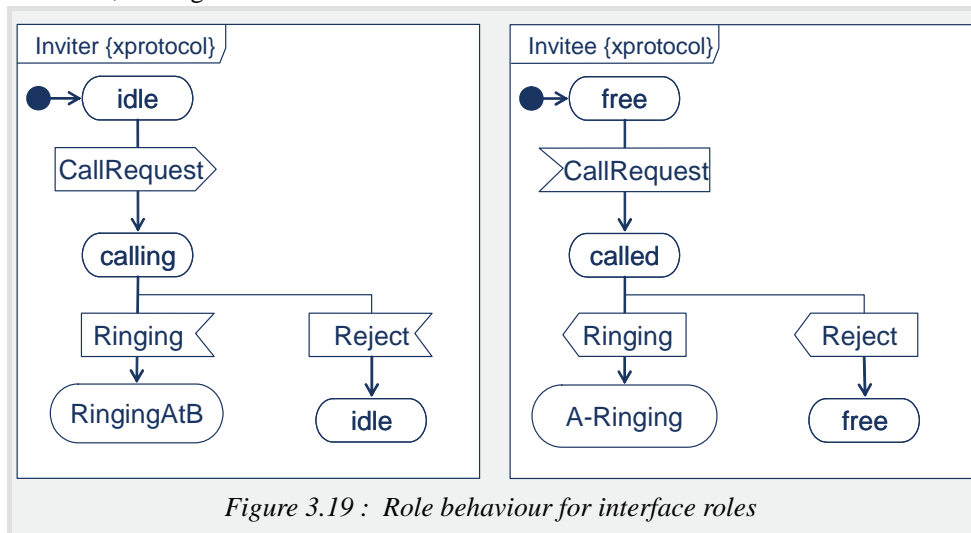 Inviter {xprotocol}
idle
CallRequest
calling
Ringing
Reject
RingingAtB
idle
Invitee {xprotocol}
free
CallRequest
called
Ringing
Reject
A-Ringing
free
Figure 3.19 : Role behaviour for interface roles